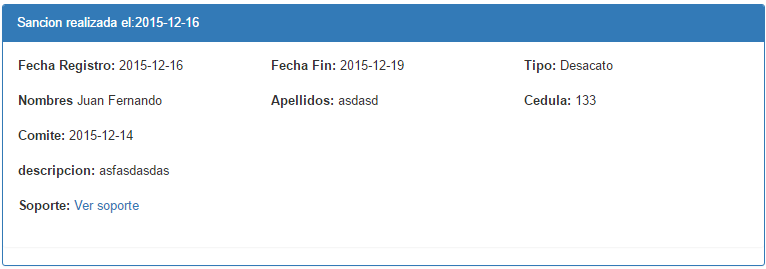 Sancion realizada el:2015-12-16
Fecha Registro: 2015-12-16 Fecha Fin: 2015-12-19 Tipo: Desacato
Nombres Juan Fernando Apellidos: asdasd Cedula: 133
Comite: 2015-12-14
descripcion: asfasdasdas
Soporte: Ver soporte